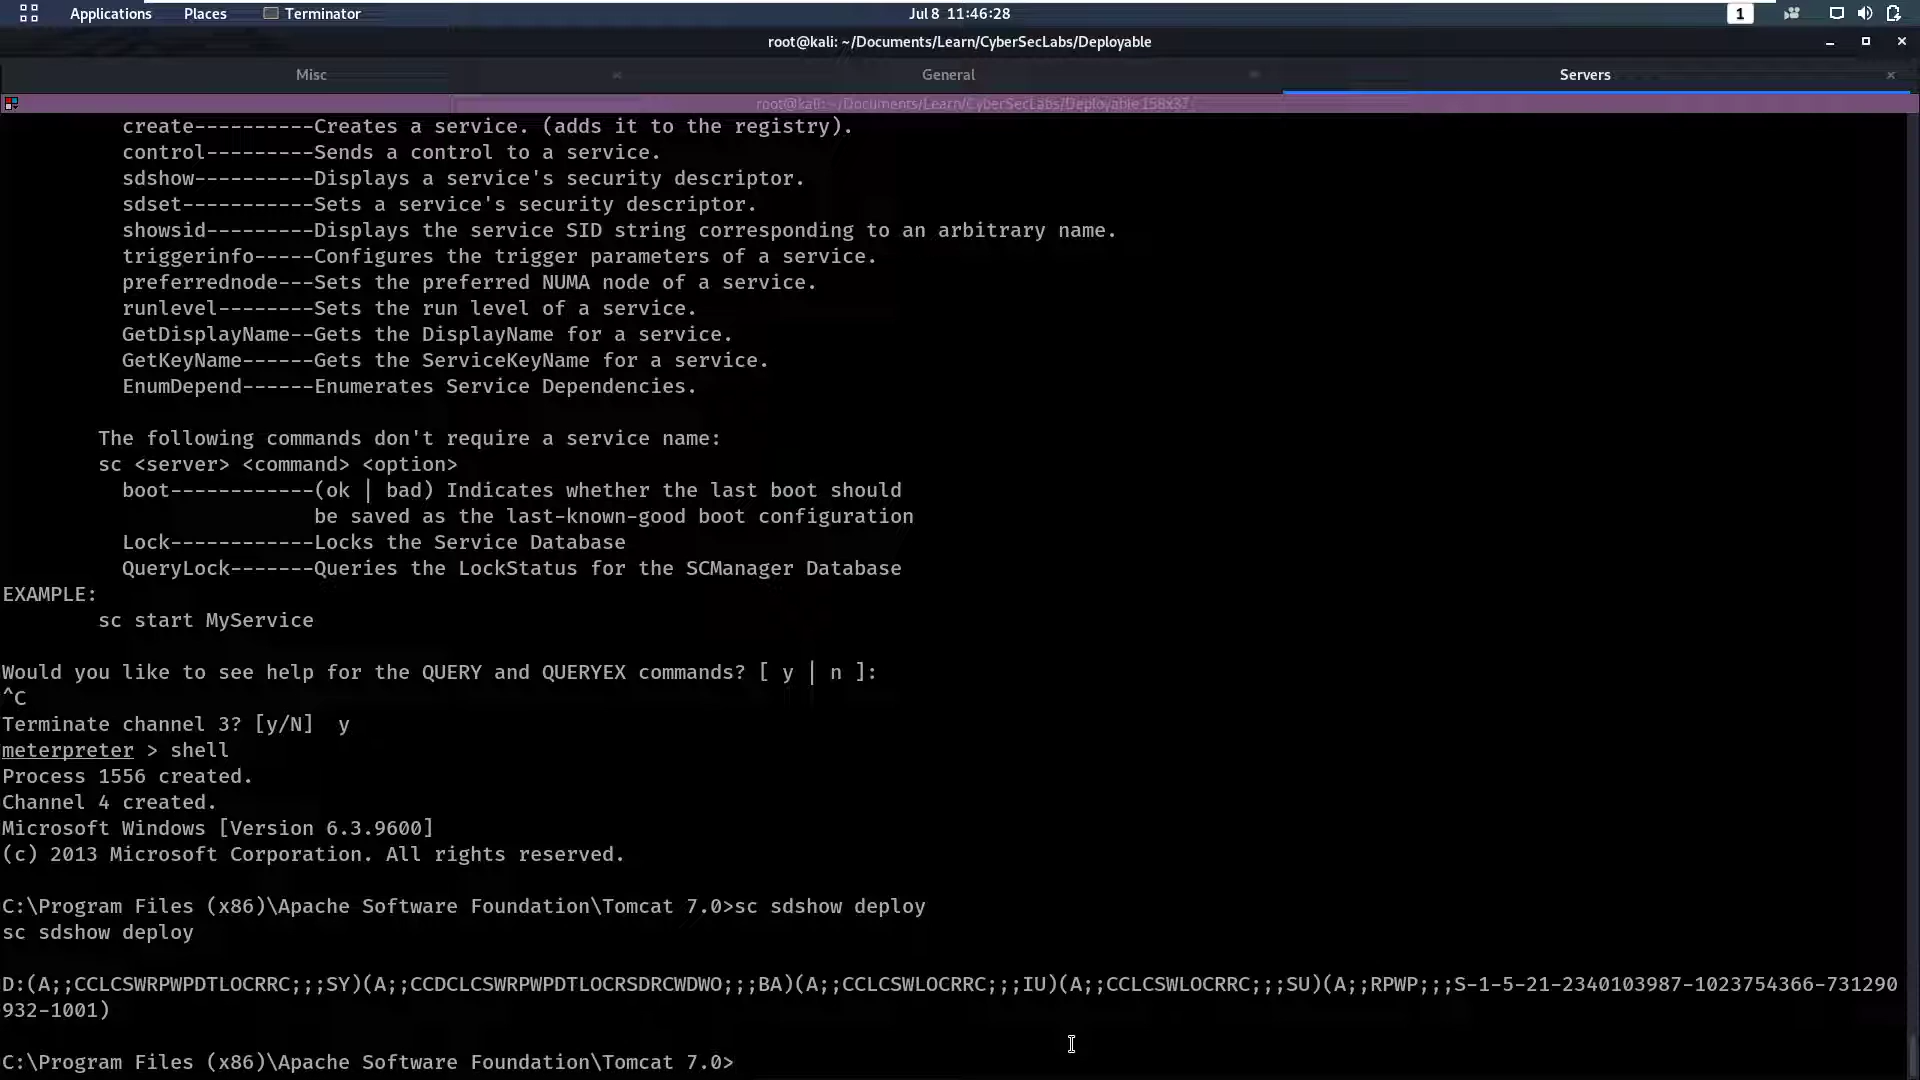 Applications Places Terminator Jul 8 11:46:28 1
root@kali: ~/Documents/Learn/CyberSecLabs/Deployable
Misc General Servers
root@kali: ~/Documents/Learn/CyberSecLabs/Deployable 158x37
create----------Creates a service. (adds it to the registry).
control---------Sends a control to a service.
sdshow----------Displays a service's security descriptor.
sdset-----------Sets a service's security descriptor.
showsid---------Displays the service SID string corresponding to an arbitrary name.
triggerinfo-----Configures the trigger parameters of a service.
preferrednode---Sets the preferred NUMA node of a service.
runlevel--------Sets the run level of a service.
GetDisplayName--Gets the DisplayName for a service.
GetKeyName------Gets the ServiceKeyName for a service.
EnumDepend------Enumerates Service Dependencies.
The following commands don't require a service name:
sc <server> <command> <option>
boot------------(ok | bad) Indicates whether the last boot should
be saved as the last-known-good boot configuration
Lock------------Locks the Service Database
QueryLock-------Queries the LockStatus for the SCManager Database
EXAMPLE:
sc start MyService
Would you like to see help for the QUERY and QUERYEX commands? [ y | n ]:
^C
Terminate channel 3? [y/N]  y
meterpreter > shell
Process 1556 created.
Channel 4 created.
Microsoft Windows [Version 6.3.9600]
(c) 2013 Microsoft Corporation. All rights reserved.
C:\Program Files (x86)\Apache Software Foundation\Tomcat 7.0>sc sdshow deploy
sc sdshow deploy
D:(A;;CCLCSWRPWPDTLOCRRC;;;SY)(A;;CCDCLCSWRPWPDTLOCRSDRCWDWO;;;BA)(A;;CCLCSWLOCRRC;;;IU)(A;;CCLCSWLOCRRC;;;SU)(A;;RPWP;;;S-1-5-21-2340103987-1023754366-731290
932-1001)
C:\Program Files (x86)\Apache Software Foundation\Tomcat 7.0>